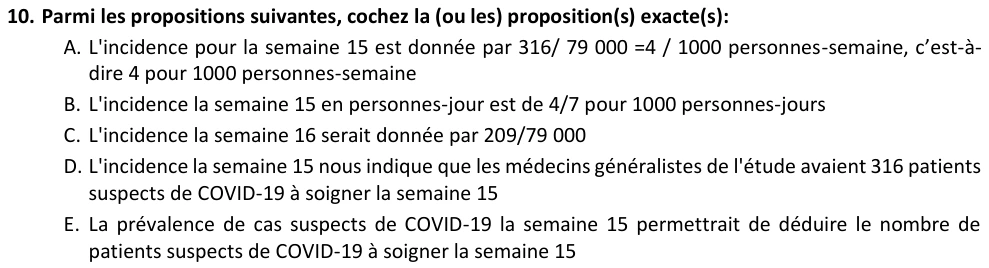 10. Parmi les propositions suivantes, cochez la (ou les) proposition(s) exacte(s):
A. L'incidence pour la semaine 15 est donnée par 316/ 79 000 =4 / 1000 personnes-semaine, c’est-à-
dire 4 pour 1000 personnes-semaine
B. L'incidence la semaine 15 en personnes-jour est de 4/7 pour 1000 personnes-jours
C. L'incidence la semaine 16 serait donnée par 209/79 000
D. L'incidence la semaine 15 nous indique que les médecins généralistes de l'étude avaient 316 patients
suspects de COVID-19 à soigner la semaine 15
E. La prévalence de cas suspects de COVID-19 la semaine 15 permettrait de déduire le nombre de
patients suspects de COVID-19 à soigner la semaine 15